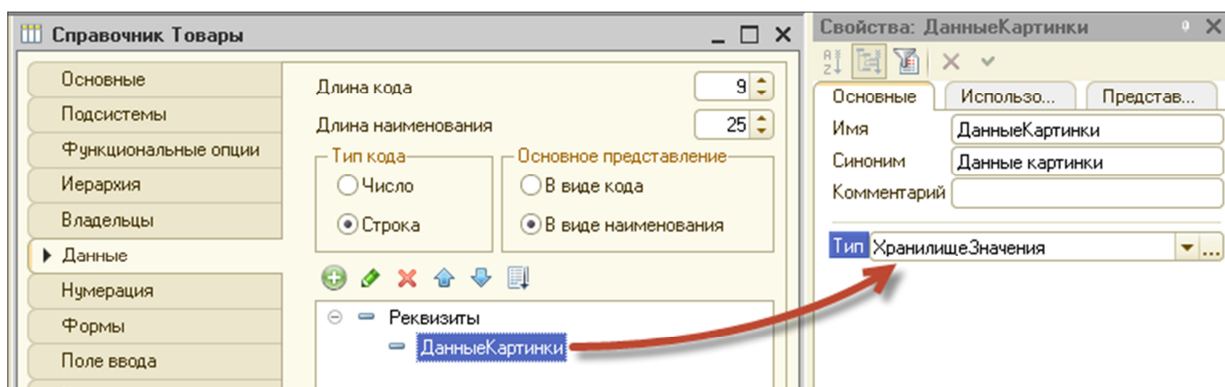 Справочник Товары
Основные
Подсистемы
Функциональные опции
Иерархия
Владельцы
Данные
Нумерация
Формы
Поле ввода
Длина кода 9
Длина наименования 25
Тип кода
Число
Строка
Основное представление
В виде кода
В виде наименования
Реквизиты
ДанныеКартинки
Свойства: ДанныеКартинки
Основные Использо... Представ...
Имя ДанныеКартинки
Синоним Данные картинки
Комментарий
Тип ХранилищеЗначения